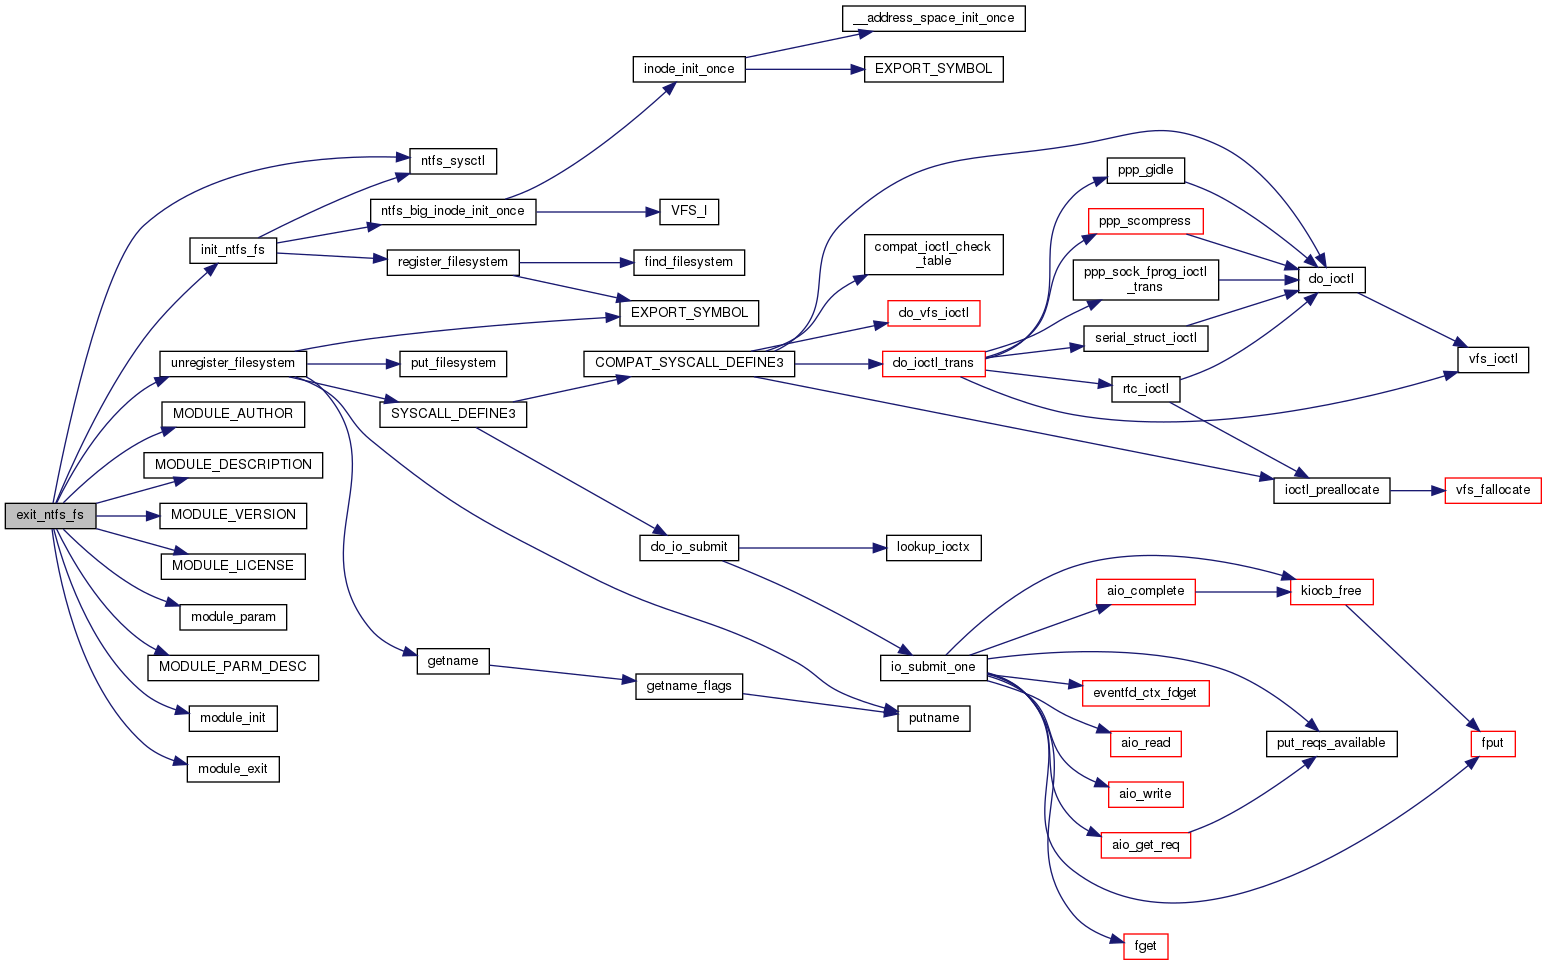 __address_space_init_once
inode_init_once
EXPORT_SYMBOL
ntfs_sysctl
ppp_gidle
ntfs_big_inode_init_once
VFS_I
ppp_scompress
init_ntfs_fs
compat_ioctl_check
_table
register_filesystem
find_filesystem
ppp_sock_fprog_ioctl
_trans
do_ioctl
EXPORT_SYMBOL
do_vfs_ioctl
serial_struct_ioctl
unregister_filesystem
put_filesystem
COMPAT_SYSCALL_DEFINE3
do_ioctl_trans
vfs_ioctl
rtc_ioctl
MODULE_AUTHOR
SYSCALL_DEFINE3
MODULE_DESCRIPTION
ioctl_preallocate
vfs_fallocate
exit_ntfs_fs
MODULE_VERSION
do_io_submit
lookup_ioctx
MODULE_LICENSE
aio_complete
kiocb_free
module_param
MODULE_PARM_DESC
getname
io_submit_one
getname_flags
eventfd_ctx_fdget
module_init
putname
aio_read
put_reqs_available
fput
module_exit
aio_write
aio_get_req
fget